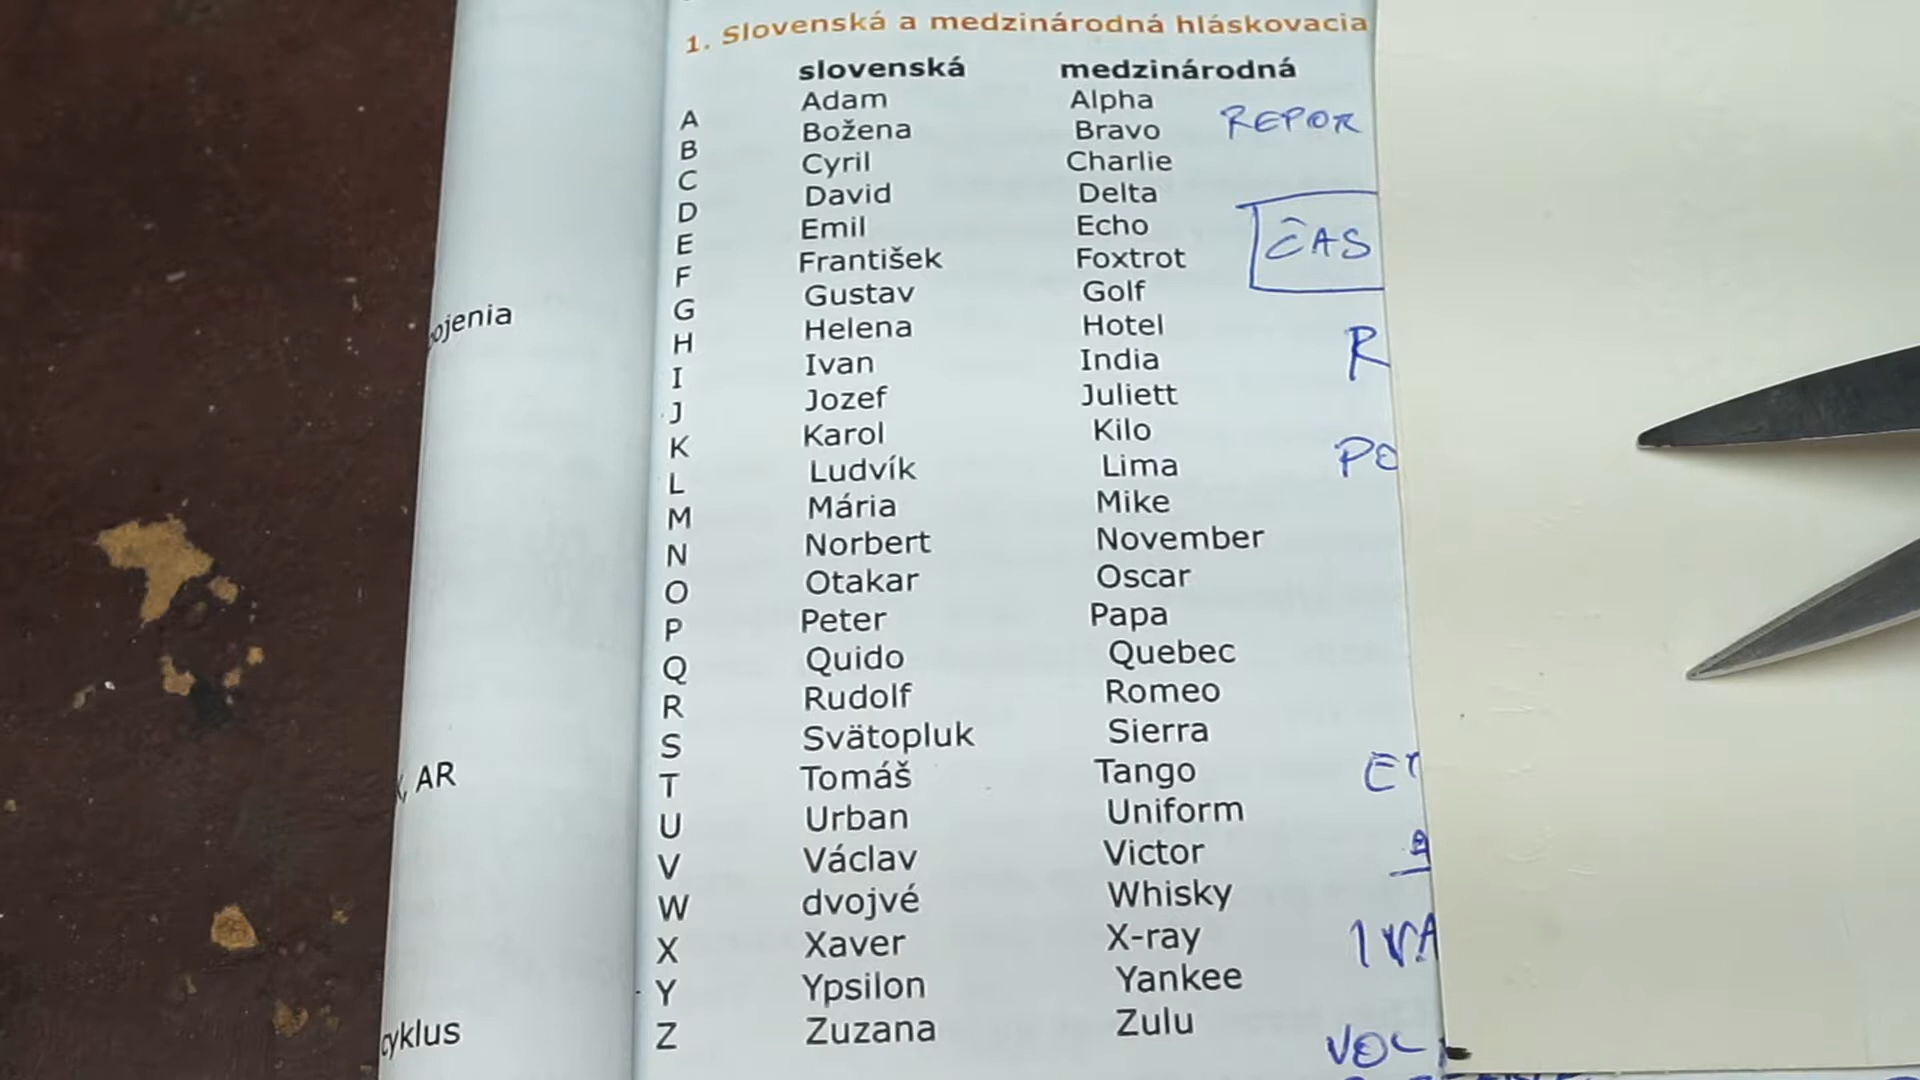 1. Slovenská a medzinárodná hláskovacia
slovenská medzinárodná
A Adam Alpha
B Božena Bravo
REPOR
C Cyril Charlie
D David Delta
E Emil Echo
ČAS
F František Foxtrot
G Gustav Golf
ojenia
H Helena Hotel
R
I Ivan India
J Jozef Juliett
K Karol Kilo
PO
L Ludvík Lima
M Mária Mike
N Norbert November
O Otakar Oscar
P Peter Papa
Q Quido Quebec
R Rudolf Romeo
S Svätopluk Sierra
, AR
T Tomáš Tango
U Urban Uniform
V Václav Victor
W dvojvé Whisky
X Xaver X-ray
IVA
Y Ypsilon Yankee
cyklus
Z Zuzana Zulu
VOL